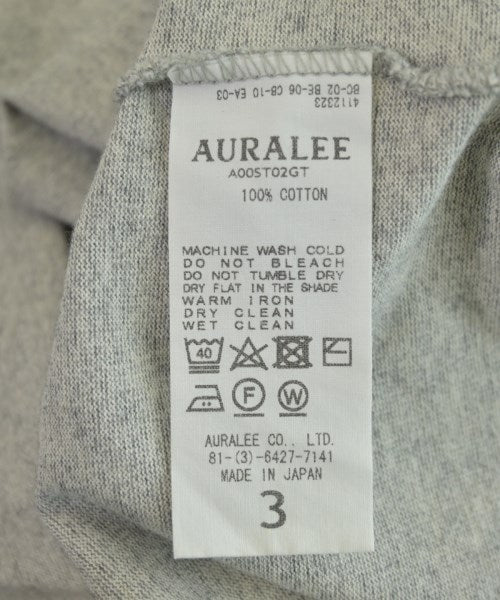 4112323
BC-02 BE-06 CB-10 EA-03
AURALEE
A00ST02GT
100% COTTON
MACHINE WASH COLD
DO NOT BLEACH
DO NOT TUMBLE DRY
DRY FLAT IN THE SHADE
WARM IRON
DRY CLEAN
WET CLEAN
40
F W
AURALEE CO., LTD.
81-(3)-6427-7141
MADE IN JAPAN
3